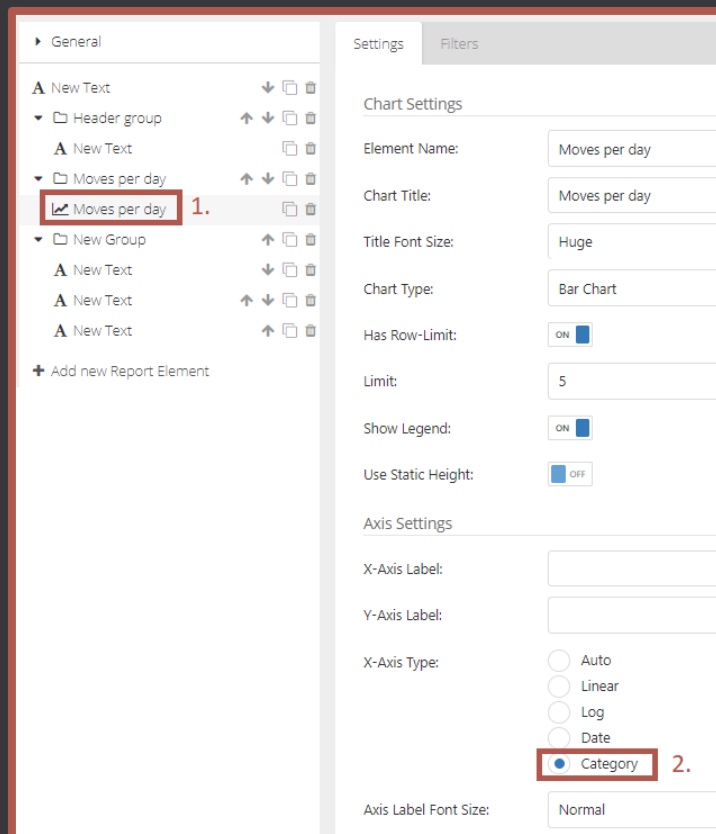 General
A New Text
Header group
A New Text
Moves per day
Moves per day 1.
New Group
A New Text
A New Text
A New Text
+ Add new Report Element
Settings Filters
Chart Settings
Element Name: Moves per day
Chart Title: Moves per day
Title Font Size: Huge
Chart Type: Bar Chart
Has Row-Limit: ON
Limit: 5
Show Legend: ON
Use Static Height: OFF
Axis Settings
X-Axis Label:
Y-Axis Label:
X-Axis Type: Auto
Linear
Log
Date
Category 2.
Axis Label Font Size: Normal